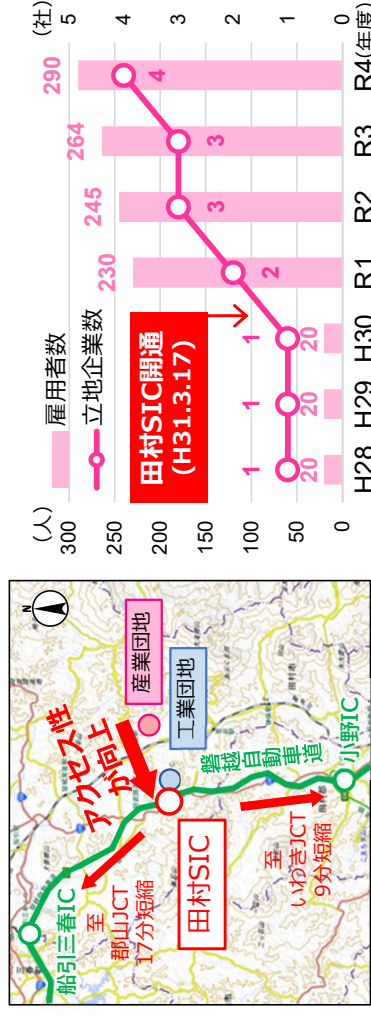 N
アクセス性
が向上
産業団地
工業団地
船引三春IC
至
郡山JCT
17分短縮
田村SIC
磐越自動車道
至
いわきJCT
9分短縮
小野IC
(人)
300
250
200
150
100
50
0
雇用者数
立地企業数
田村SIC開通
(H31.3.17)
20
20
20
230
245
264
290
1
1
1
2
3
3
4
(社)
5
4
3
2
1
0
H28
H29
H30
R1
R2
R3
R4
(年度)